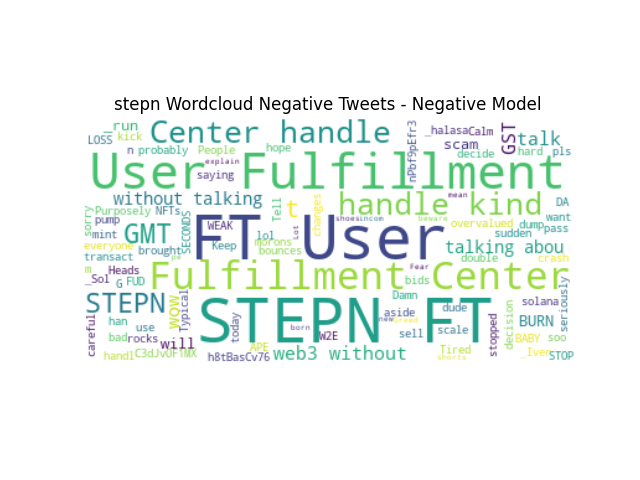 stepn Wordcloud Negative Tweets - Negative Model
_run
kick
LOSS
Center handle
nPbf9pEfr3
_halasa
Calm
GST
talk
scam
n
probably
People
explain
hope
decide
hard
pls
saying
User Fulfillment
without talking
Purposely
NFTs
SECONDS
t
Tell
changes
handle kind
mean
DA
want
pass
sorry
pump
mint
GMT
WEAK
FT User
shoesincom
beware
overvalued
dump
sudden
everyone
transact
brought
Keep
lol
morons
bounces
Lot
talking abou
double
crash
m
_Sol
_Heads
G
FUD
pe
Fulfillment Center
Fear
bids
solana
seriously
STEPN
WQW
Typical
today
STEPN FT
Damn
aside
dude
scale
new
born
sell
careful
han
use
bad
rocks
will
handl
C3dJvOF1MX
h8tBasCv76
APE
W2E
web3 without
Tired
shorts
stopped
decision
BURN
BABY
soo
_Iver
STOP